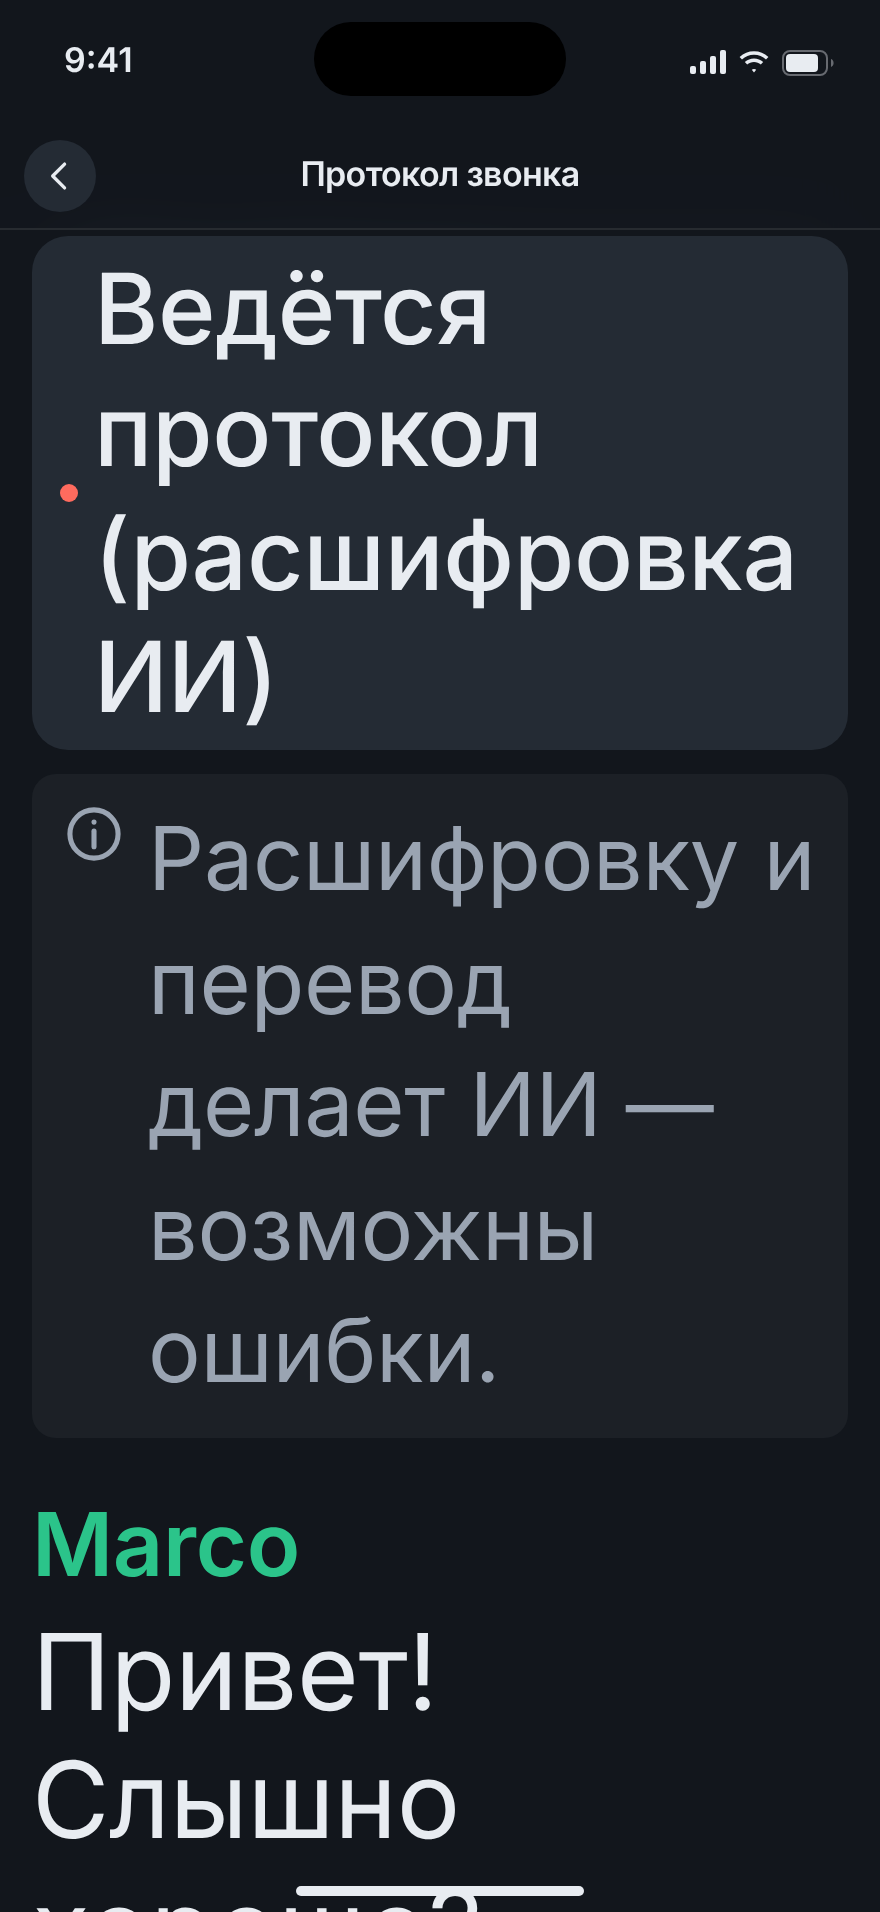 9:41
Протокол звонка
Ведётся
протокол
(расшифровка
ИИ)
Расшифровку и
перевод
делает ИИ —
возможны
ошибки.
Marco
Привет!
Слышно